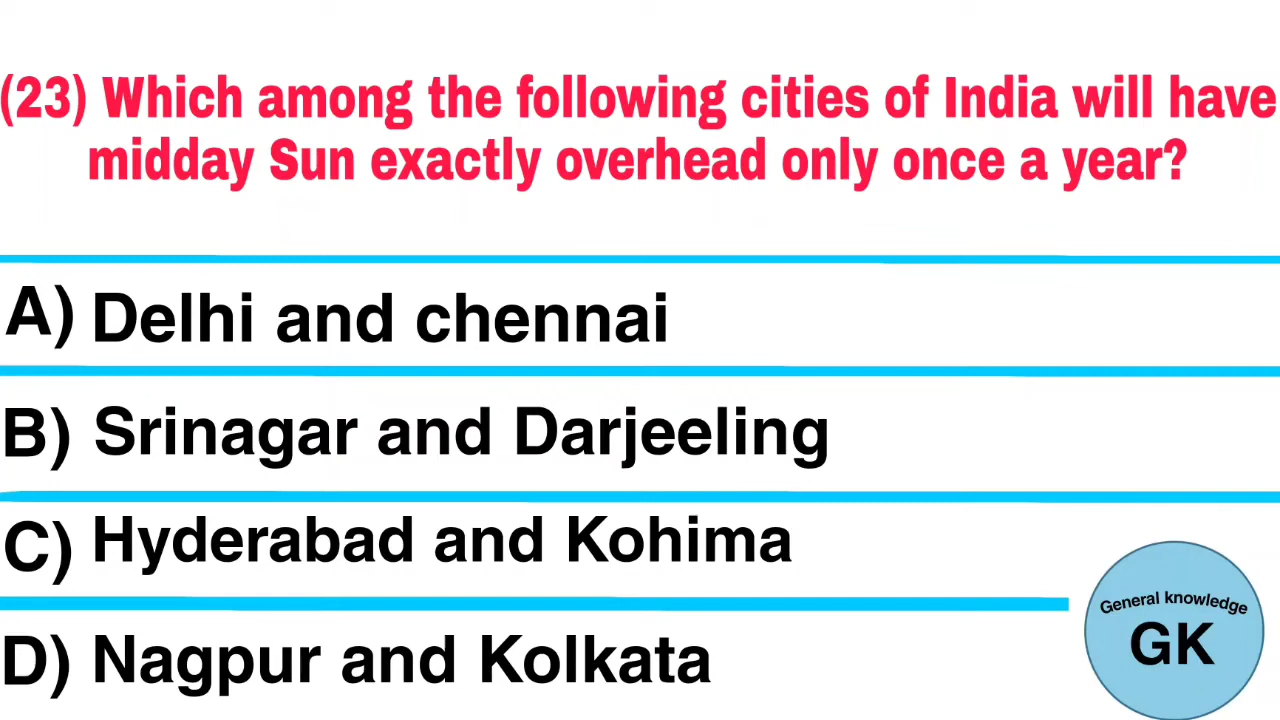 (23) Which among the following cities of India will have
midday Sun exactly overhead only once a year?
A) Delhi and chennai
B) Srinagar and Darjeeling
C) Hyderabad and Kohima
D) Nagpur and Kolkata
General knowledge
GK